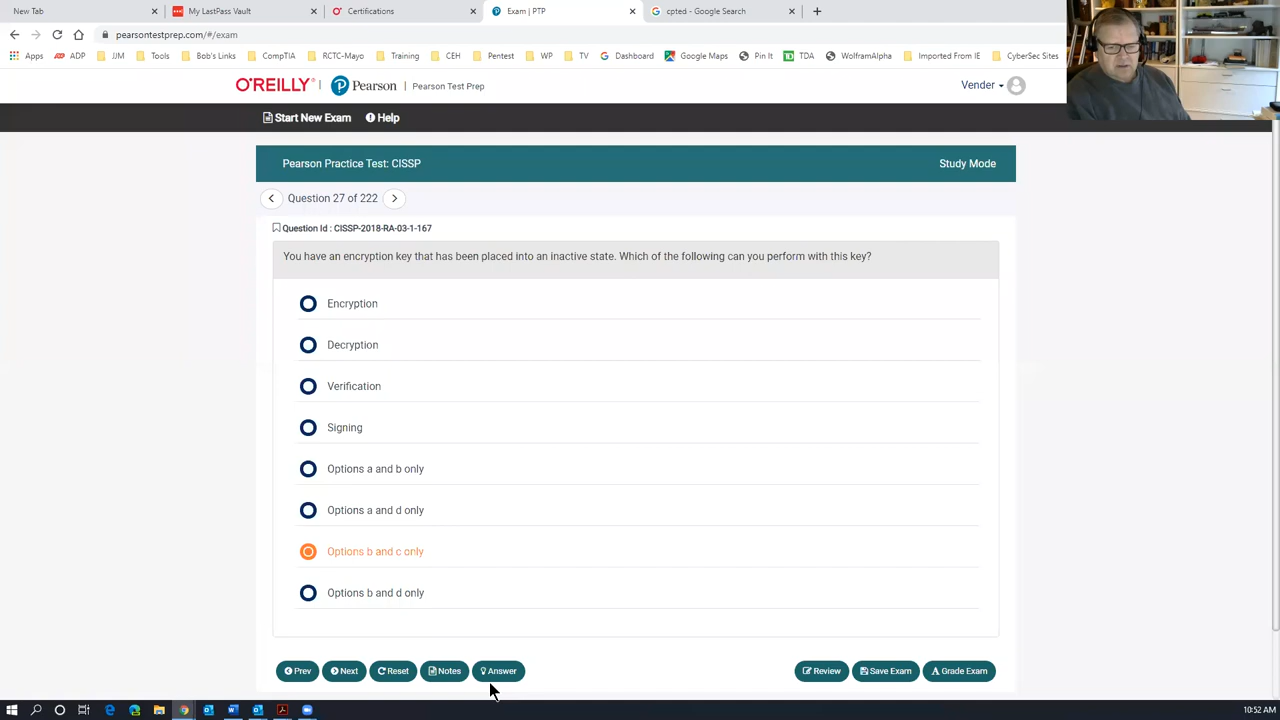 New Tab
My LastPass Vault
Certifications
Exam | PTP
cpted - Google Search
pearsontestprep.com/#/exam
Apps ADP JJM Tools Bob's Links CompTIA RCTC-Mayo Training CEH Pentest WP TV Dashboard Google Maps Pin It TDA WolframAlpha Imported From IE CyberSec Sites
O'REILLY Pearson Pearson Test Prep
Vender
Start New Exam Help
Pearson Practice Test: CISSP
Study Mode
Question 27 of 222
Question Id : CISSP-2018-RA-03-1-167
You have an encryption key that has been placed into an inactive state. Which of the following can you perform with this key?
Encryption
Decryption
Verification
Signing
Options a and b only
Options a and d only
Options b and c only
Options b and d only
Prev Next Reset Notes Answer Review Save Exam Grade Exam
10:52 AM